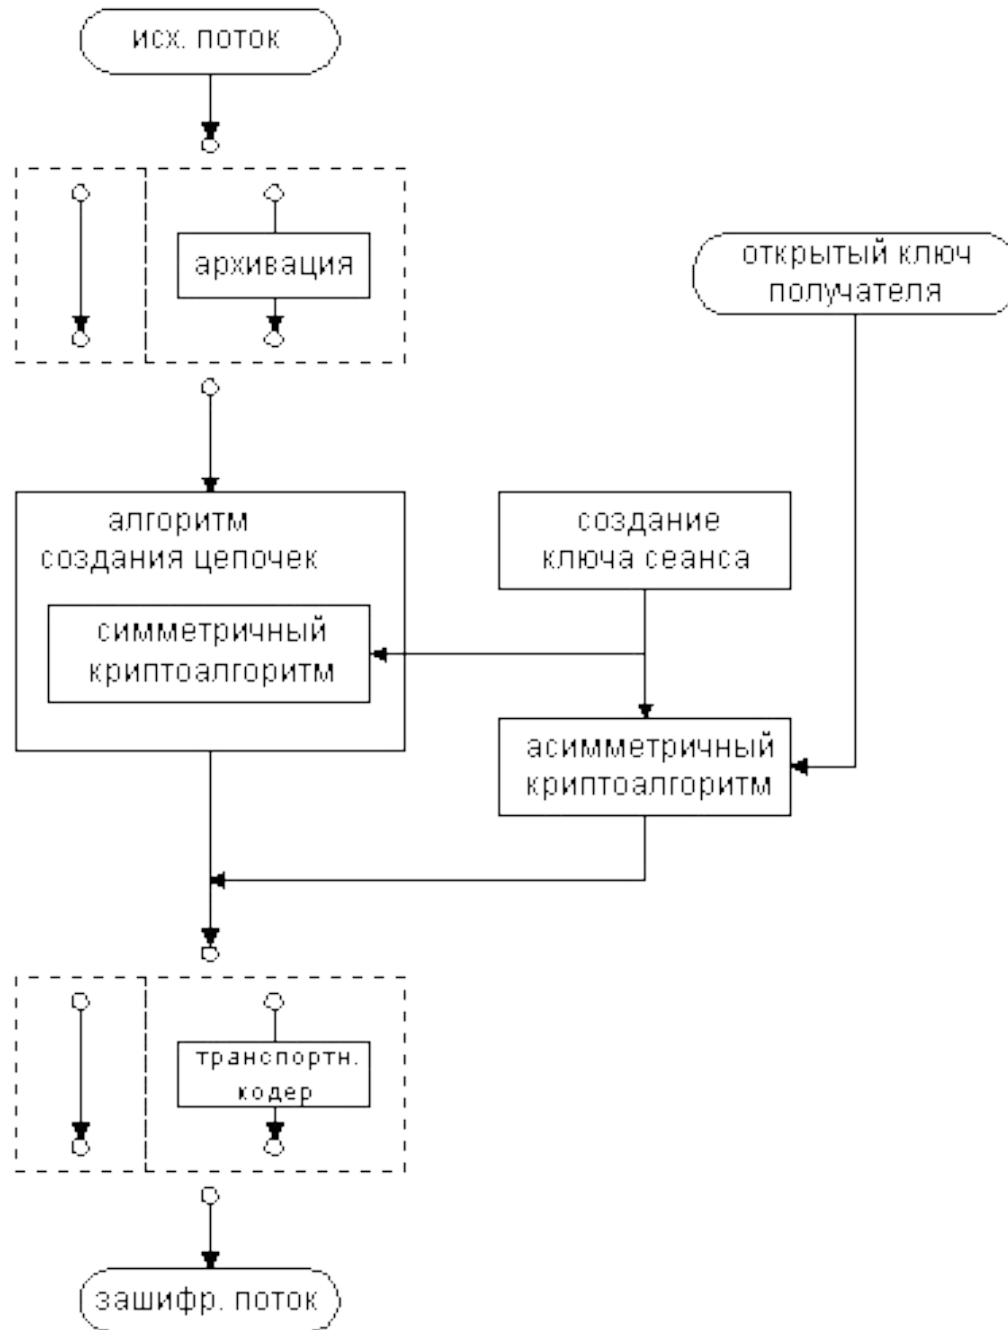 исх. поток
архивация
открытый ключ
получателя
алгоритм
создания цепочек
создание
ключа сеанса
симметричный
криптоалгоритм
асимметричный
криптоалгоритм
транспортн.
кодер
зашифр. поток